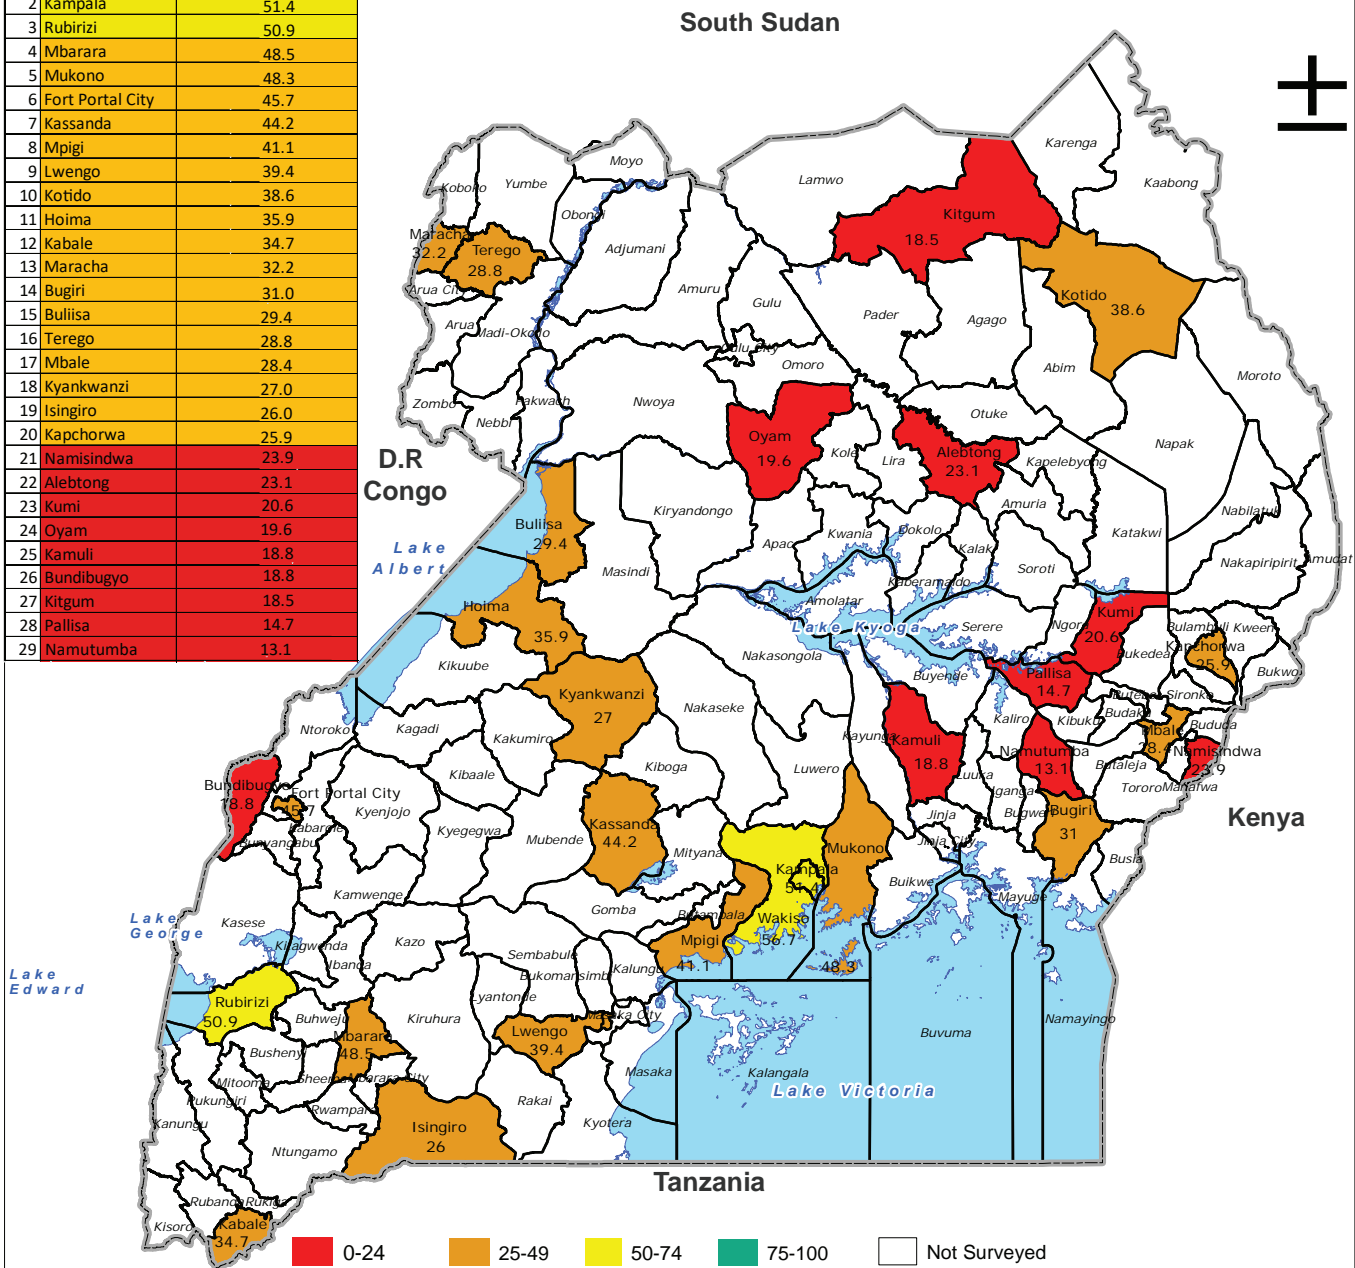 2 Kampala 51.4
3 Rubirizi 50.9
4 Mbarara 48.5
5 Mukono 48.3
6 Fort Portal City 45.7
7 Kassanda 44.2
8 Mpigi 41.1
9 Lwengo 39.4
10 Kotido 38.6
11 Hoima 35.9
12 Kabale 34.7
13 Maracha 32.2
14 Bugiri 31.0
15 Buliisa 29.4
16 Terego 28.8
17 Mbale 28.4
18 Kyankwanzi 27.0
19 Isingiro 26.0
20 Kapchorwa 25.9
21 Namisindwa 23.9
22 Alebtong 23.1
23 Kumi 20.6
24 Oyam 19.6
25 Kamuli 18.8
26 Bundibugyo 18.8
27 Kitgum 18.5
28 Pallisa 14.7
29 Namutumba 13.1
South Sudan
Karenga
Kaabong
Moyo
Lamwo
Koboko
Yumbe
Obongi
Kitgum
18.5
Maracha
32.2
Terego
28.8
Adjumani
Amuru
Gulu
Pader
Agago
Kotido
38.6
Arua City
Arua
Madi-Okollo
Gulu City
Omoro
Abim
Moroto
Zombo
Nebbi
Pakwach
Nwoya
Otuke
Napak
Oyam
19.6
Kole
Lira
Alebtong
23.1
Kapelebyong
D.R
Congo
Kiryandongo
Amuria
Nabilatuk
Buliisa
29.4
Apac
Kwania
Dokolo
Kalaki
Katakwi
Lake
Albert
Masindi
Kaberamaido
Soroti
Nakapiripirit
Amudat
Hoima
35.9
Amolatar
Lake Kyoga
Serere
Ngora
Kumi
20.6
Bulambuli
Kween
Kikuube
Nakasongola
Bukedea
Kapchorwa
25.9
Bukwo
Kyankwanzi
27
Buyende
Pallisa
14.7
Butebo
Sironko
Nakaseke
Kaliro
Kibuku
Budaka
Bududa
Ntoroko
Kagadi
Kakumiro
Kayunga
Kamuli
18.8
Namutumba
13.1
Mbale
28.4
Namisindwa
23.9
Kiboga
Luwero
Luuka
Butaleja
Kibaale
Bundibugyo
18.8
Fort Portal City
45.7
Kyenjojo
Iganga
Tororo
Manafwa
Kabarole
Bunyangabu
Kyegegwa
Mubende
Kassanda
44.2
Mityana
Jinja
Jinja City
Bugweri
Bugiri
31
Kenya
Kampala
51.4
Mukono
48.3
Busia
Kamwenge
Gomba
Butambala
Wakiso
56.7
Buikwe
Mayuge
Lake
George
Kasese
Kitagwenda
Ibanda
Kazo
Sembabule
Bukomansimbi
Kalungu
Mpigi
41.1
Lake
Edward
Rubirizi
50.9
Buhweju
Lyantonde
Mbarara
48.5
Kiruhura
Lwengo
39.4
Masaka City
Buvuma
Namayingo
Bushenyi
Sheema
Mbarara City
Masaka
Kalangala
Lake Victoria
Mitooma
Rukungiri
Rwampara
Rakai
Kanungu
Isingiro
26
Kyotera
Ntungamo
Tanzania
Rubanda
Rukiga
Kisoro
Kabale
34.7
0-24
25-49
50-74
75-100
Not Surveyed